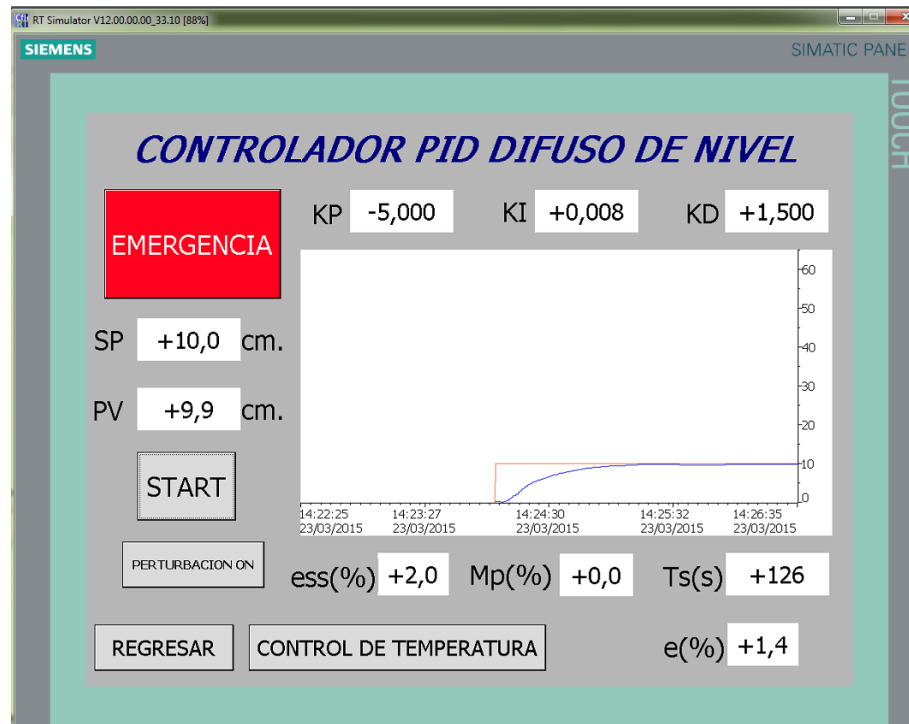 RT Simulator V12.00.00.00_33.10 [88%]
SIEMENS
SIMATIC PANE
TOUCH
CONTROLADOR PID DIFUSO DE NIVEL
EMERGENCIA
KP -5,000 KI +0,008 KD +1,500
SP +10,0 cm.
PV +9,9 cm.
START
PERTURBACION ON
60
50
40
30
20
10
0
14:22:25 14:23:27 14:24:30 14:25:32 14:26:35
23/03/2015 23/03/2015 23/03/2015 23/03/2015 23/03/2015
ess(%) +2,0 Mp(%) +0,0 Ts(s) +126
REGRESAR CONTROL DE TEMPERATURA e(%) +1,4